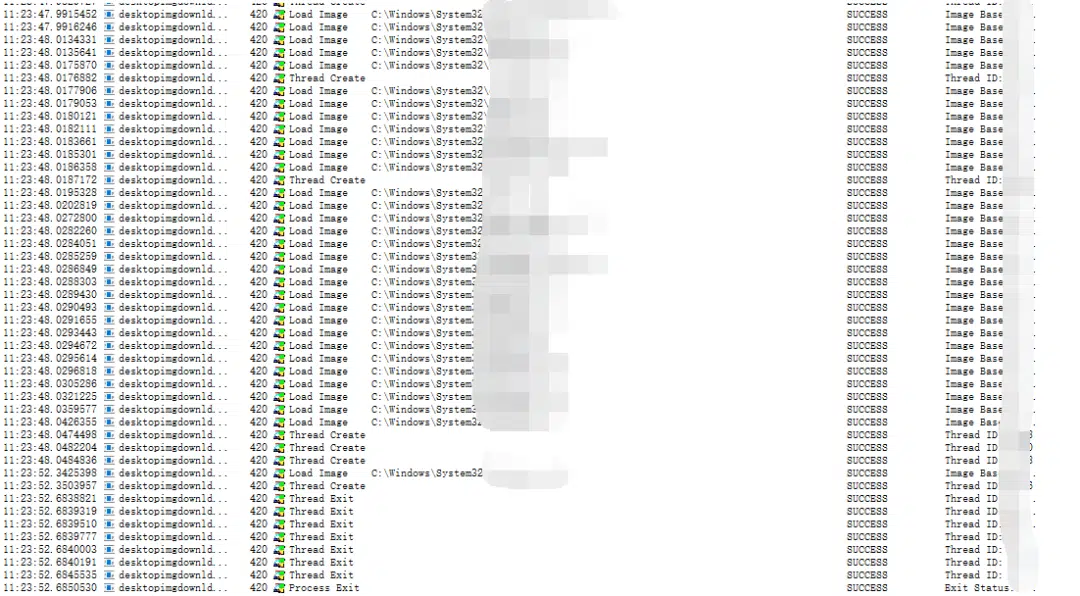 11:23:47.9915452 desktopimgdownld... 420 Load Image C:\Windows\System32\ SUCCESS Image Base
11:23:47.9916246 desktopimgdownld... 420 Load Image C:\Windows\System32 SUCCESS Image Base
11:23:48.0134331 desktopimgdownld... 420 Load Image C:\Windows\System32 SUCCESS Image Base
11:23:48.0135641 desktopimgdownld... 420 Load Image C:\Windows\System32\ SUCCESS Image Base
11:23:48.0175870 desktopimgdownld... 420 Load Image C:\Windows\System32\ SUCCESS Image Base
11:23:48.0176882 desktopimgdownld... 420 Thread Create SUCCESS Thread ID:
11:23:48.0177906 desktopimgdownld... 420 Load Image C:\Windows\System32\ SUCCESS Image Base
11:23:48.0179053 desktopimgdownld... 420 Load Image C:\Windows\System32\ SUCCESS Image Base
11:23:48.0180121 desktopimgdownld... 420 Load Image C:\Windows\System32\ SUCCESS Image Base
11:23:48.0182111 desktopimgdownld... 420 Load Image C:\Windows\System32 SUCCESS Image Base
11:23:48.0183661 desktopimgdownld... 420 Load Image C:\Windows\System32 SUCCESS Image Base
11:23:48.0185301 desktopimgdownld... 420 Load Image C:\Windows\System32 SUCCESS Image Base
11:23:48.0186358 desktopimgdownld... 420 Load Image C:\Windows\System32 SUCCESS Image Base
11:23:48.0187172 desktopimgdownld... 420 Thread Create SUCCESS Thread ID:
11:23:48.0195328 desktopimgdownld... 420 Load Image C:\Windows\System32 SUCCESS Image Base
11:23:48.0202819 desktopimgdownld... 420 Load Image C:\Windows\System32 SUCCESS Image Base
11:23:48.0272800 desktopimgdownld... 420 Load Image C:\Windows\System32 SUCCESS Image Base
11:23:48.0282260 desktopimgdownld... 420 Load Image C:\Windows\System32 SUCCESS Image Base
11:23:48.0284051 desktopimgdownld... 420 Load Image C:\Windows\System32 SUCCESS Image Base
11:23:48.0285259 desktopimgdownld... 420 Load Image C:\Windows\System3 SUCCESS Image Base
11:23:48.0286849 desktopimgdownld... 420 Load Image C:\Windows\System3 SUCCESS Image Base
11:23:48.0288303 desktopimgdownld... 420 Load Image C:\Windows\System SUCCESS Image Base
11:23:48.0289430 desktopimgdownld... 420 Load Image C:\Windows\System SUCCESS Image Base
11:23:48.0290493 desktopimgdownld... 420 Load Image C:\Windows\System SUCCESS Image Base
11:23:48.0291655 desktopimgdownld... 420 Load Image C:\Windows\System SUCCESS Image Base
11:23:48.0293443 desktopimgdownld... 420 Load Image C:\Windows\System SUCCESS Image Base
11:23:48.0294672 desktopimgdownld... 420 Load Image C:\Windows\System SUCCESS Image Base
11:23:48.0295614 desktopimgdownld... 420 Load Image C:\Windows\System SUCCESS Image Base
11:23:48.0296818 desktopimgdownld... 420 Load Image C:\Windows\System SUCCESS Image Base
11:23:48.0305286 desktopimgdownld... 420 Load Image C:\Windows\System SUCCESS Image Base
11:23:48.0321225 desktopimgdownld... 420 Load Image C:\Windows\System SUCCESS Image Base
11:23:48.0359577 desktopimgdownld... 420 Load Image C:\Windows\System SUCCESS Image Base
11:23:48.0426355 desktopimgdownld... 420 Load Image C:\Windows\System3 SUCCESS Image Bas
11:23:48.0474498 desktopimgdownld... 420 Thread Create SUCCESS Thread ID
11:23:48.0482204 desktopimgdownld... 420 Thread Create SUCCESS Thread ID
11:23:48.0484836 desktopimgdownld... 420 Thread Create SUCCESS Thread ID
11:23:52.3425398 desktopimgdownld... 420 Load Image C:\Windows\System32 SUCCESS Image Bas
11:23:52.3503957 desktopimgdownld... 420 Thread Create SUCCESS Thread ID
11:23:52.6838821 desktopimgdownld... 420 Thread Exit SUCCESS Thread ID
11:23:52.6839319 desktopimgdownld... 420 Thread Exit SUCCESS Thread ID:
11:23:52.6839510 desktopimgdownld... 420 Thread Exit SUCCESS Thread ID:
11:23:52.6839777 desktopimgdownld... 420 Thread Exit SUCCESS Thread ID:
11:23:52.6840003 desktopimgdownld... 420 Thread Exit SUCCESS Thread ID:
11:23:52.6840191 desktopimgdownld... 420 Thread Exit SUCCESS Thread ID:
11:23:52.6845535 desktopimgdownld... 420 Thread Exit SUCCESS Thread ID:
11:23:52.6850530 desktopimgdownld... 420 Process Exit SUCCESS Exit Status